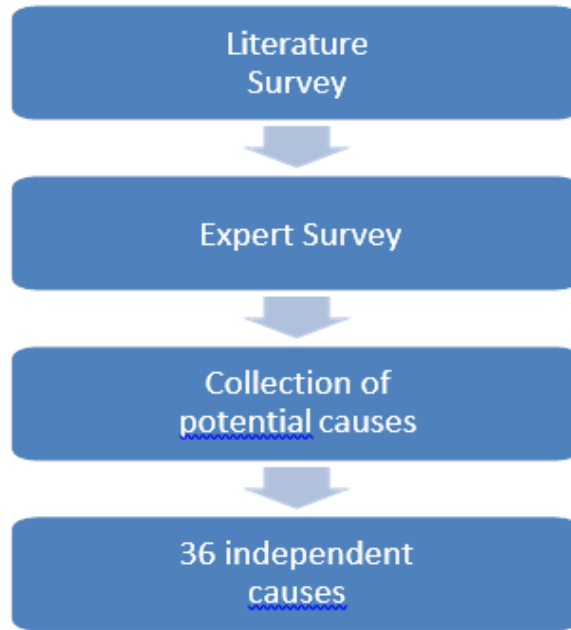 Literature
Survey
Expert Survey
Collection of
potential causes
36 independent
causes